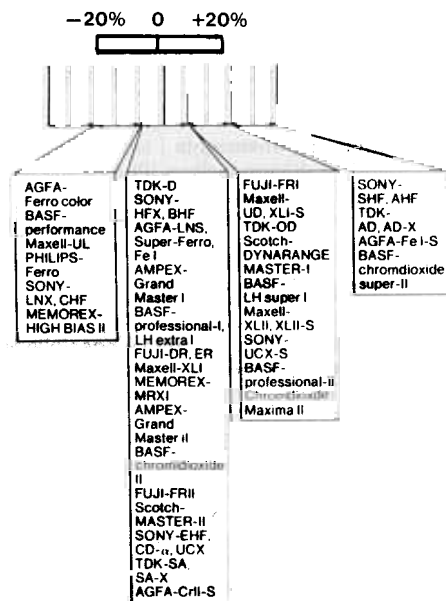 −20% 0 +20%
AGFA-
Ferro color
BASF-
performance
Maxell-UL
PHILIPS-
Ferro
SONY-
LNX, CHF
MEMOREX-
HIGH BIAS II
TDK-D
SONY-
HFX, BHF
AGFA-LNS,
Super-Ferro,
Fe I
AMPEX-
Grand
Master I
BASF-
professional-I,
LH extra I
FUJI-DR, ER
Maxell-XLI
MEMOREX-
MRXI
AMPEX-
Grand
Master II
BASF-
chromidioxide
II
FUJI-FRII
Scotch-
MASTER-II
SONY-EHF,
CD-α, UCX
TDK-SA,
SA-X
AGFA-CrII-S
FUJI-FRI
Maxell-
UD, XLI-S
TDK-OD
Scotch-
DYNARANGE
MASTER-I
BASF-
LH super I
Maxell-
XLII, XLII-S
SONY-
UCX-S
BASF-
professional-ii
Chromdioxide
Maxima II
SONY-
SHF, AHF
TDK-
AD, AD-X
AGFA-Fe I-S
BASF-
chromdioxide
super-II